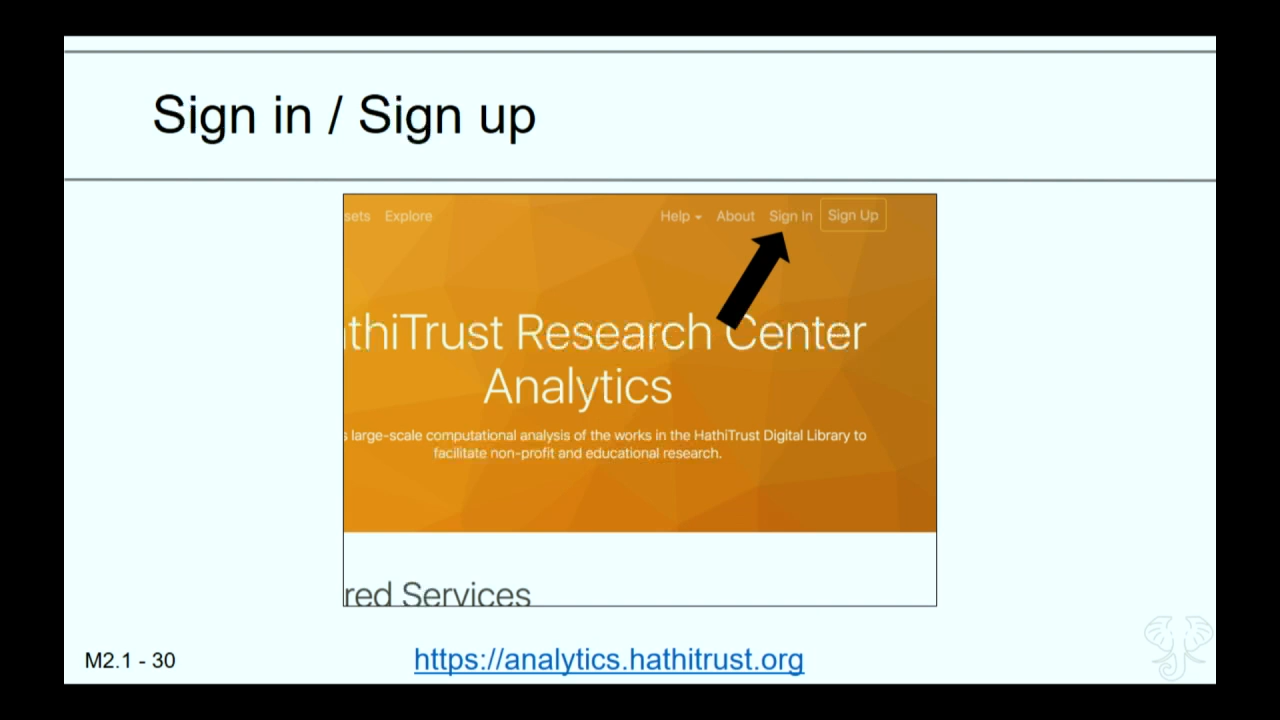 Sign in / Sign up
sets Explore Help About Sign In Sign Up
thiTrust Research Center
Analytics
s large-scale computational analysis of the works in the HathiTrust Digital Library to
facilitate non-profit and educational research.
red Services
M2.1 - 30
https://analytics.hathitrust.org